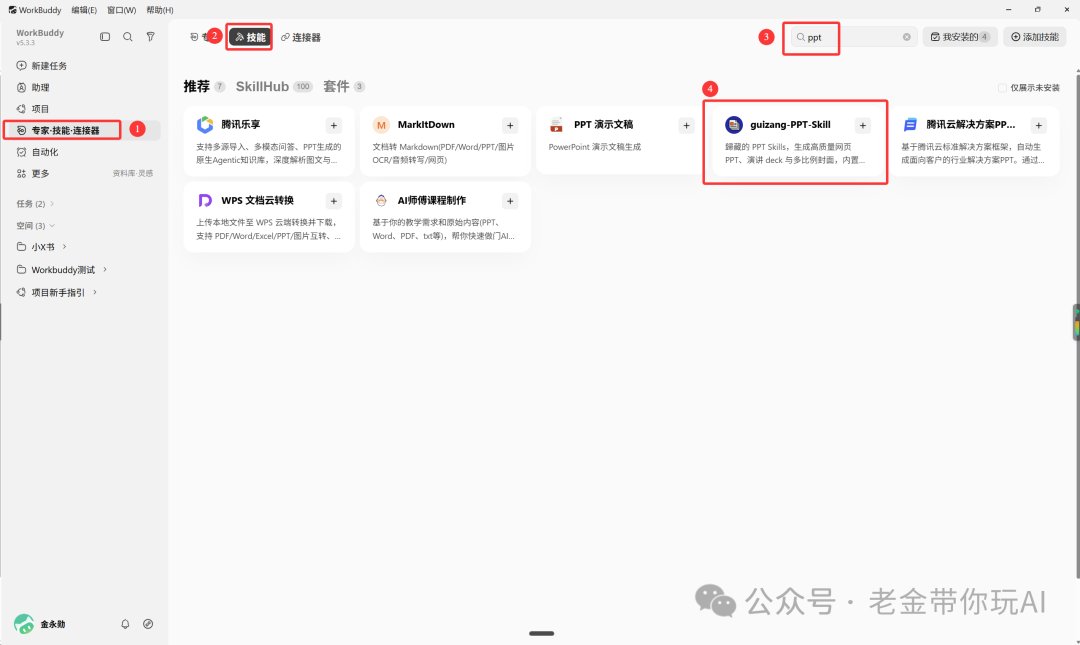 WorkBuddy 编辑(E) 窗口(W) 帮助(H)
WorkBuddy
v5.3.3
新建任务
助理
项目
专家·技能·连接器 1
自动化
更多 资料库·灵感
任务 (2)
空间 (3)
小X书
Workbuddy测试
项目新手指引
金永勋
专 2 技能 连接器
3 ppt 我安装的 4 添加技能
推荐 7 SkillHub 100 套件 3
4 仅展示未安装
腾讯乐享
支持多源导入、多模态问答、PPT生成的
原生Agentic知识库，深度解析图文与...
MarkItDown
文档转 Markdown(PDF/Word/PPT/图片
OCR/音频转写/网页)
PPT 演示文稿
PowerPoint 演示文稿生成
guizang-PPT-Skill
歸藏的 PPT Skills，生成高质量网页
PPT、演讲 deck 与多比例封面，内置...
腾讯云解决方案PP...
基于腾讯云标准解决方案框架，自动生
成面向客户的行业解决方案PPT。通过...
WPS 文档云转换
上传本地文件至 WPS 云端转换并下载，
支持 PDF/Word/Excel/PPT/图片互转、...
AI师傅课程制作
基于你的教学需求和原始内容(PPT、
Word、PDF、txt等)，帮你快速做门AI...
公众号 · 老金带你玩AI